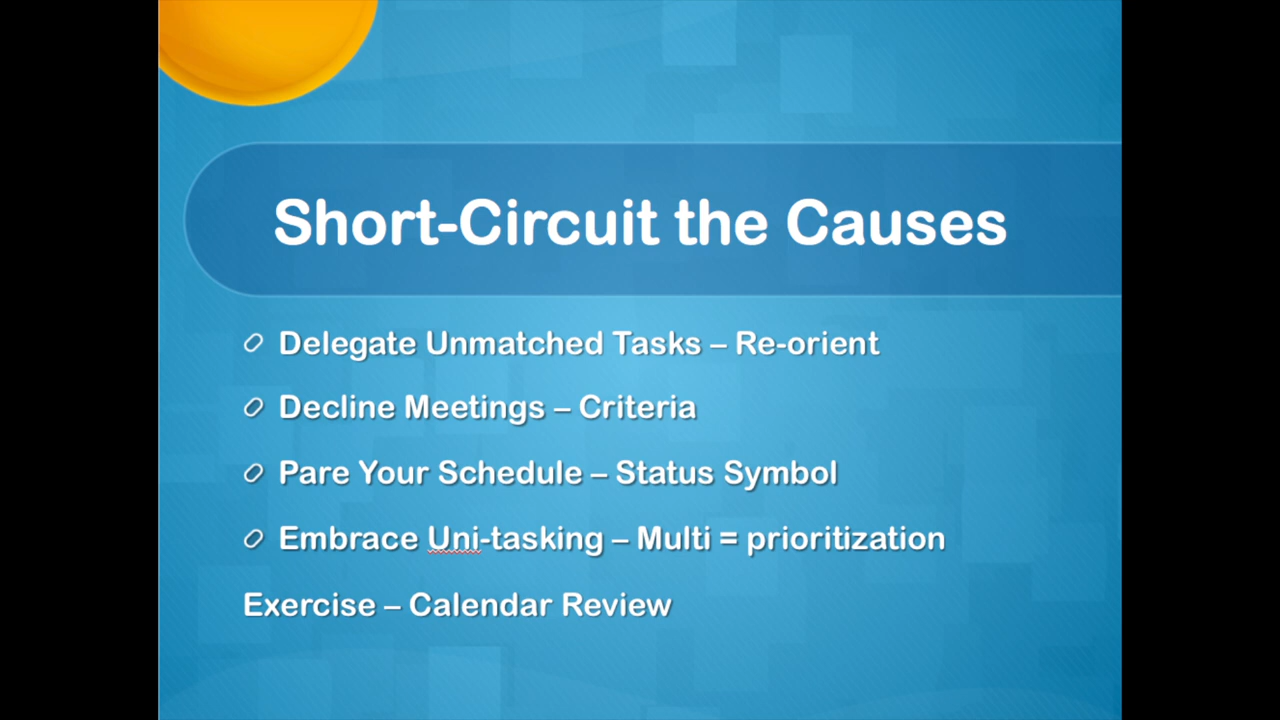 Short-Circuit the Causes
Delegate Unmatched Tasks – Re-orient
Decline Meetings – Criteria
Pare Your Schedule – Status Symbol
Embrace Uni-tasking – Multi = prioritization
Exercise – Calendar Review